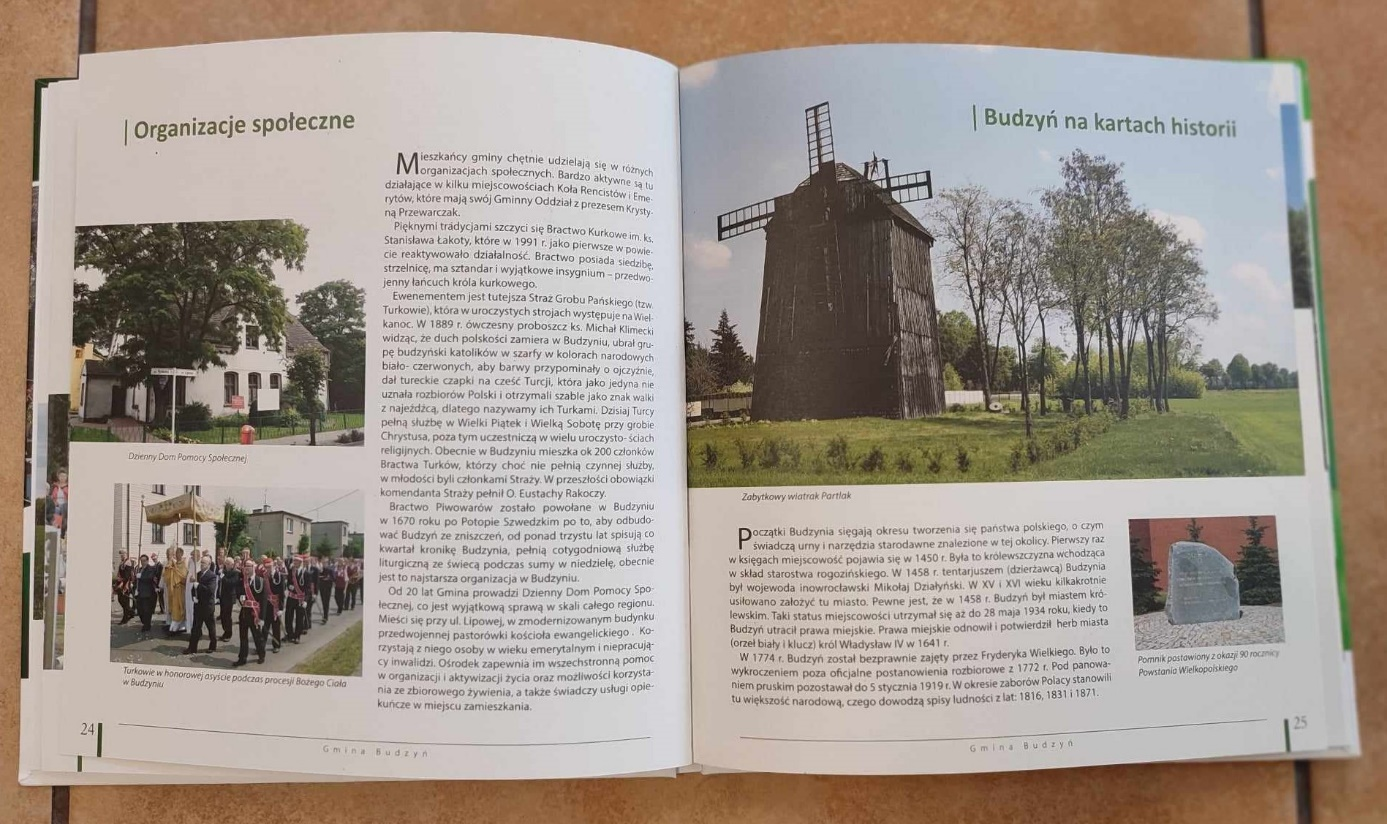 Organizacje społeczne
Mieszkańcy gminy chętnie udzielają się w różnych
organizacjach społecznych. Bardzo aktywne są tu
działające w kilku miejscowościach Koła Rencistów i Eme-
rytów, które mają swój Gminny Oddział z prezesem Krysty-
ną Przewarczak.
Pięknymi tradycjami szczyci się Bractwo Kurkowe im. ks.
Stanisława Łakoty, które w 1991 r. jako pierwsze w powie-
cie reaktywowało działalność. Bractwo posiada siedzibę,
strzelnicę, ma sztandar i wyjątkowe insygnium – przedwo-
jenny łańcuch króla kurkowego.
Ewenementem jest tutejsza Straż Grobu Pańskiego (tzw.
Turkowie), która w uroczystych strojach występuje na Wiel-
kanoc. W 1889 r. ówczesny proboszcz ks. Michał Klimecki
widząc, że duch polskości zamiera w Budzyniu, ubrał gru-
pę budzyński katolików w szarfy w kolorach narodowych
biało- czerwonych, aby barwy przypominały o ojczyźnie,
dał tureckie czapki na cześć Turcji, która jako jedyna nie
uznała rozbiorów Polski i otrzymali szable jako znak walki
z najeźdźcą, dlatego nazywamy ich Turkami. Dzisiaj Turcy
pełną służbę w Wielki Piątek i Wielką Sobotę przy grobie
Chrystusa, poza tym uczestniczą w wielu uroczysto- ściach
religijnych. Obecnie w Budzyniu mieszka ok 200 członków
Bractwa Turków, którzy choć nie pełnią czynnej służby,
w młodości byli członkami Straży. W przeszłości obowiązki
komendanta Straży pełnił O. Eustachy Rakoczy.
Bractwo Piwowarów zostało powołane w Budzyniu
w 1670 roku po Potopie Szwedzkim po to, aby odbudo-
wać Budzyń ze zniszczeń, od ponad trzystu lat spisują co
kwartał kronikę Budzynia, pełnią cotygodniową służbę
liturgiczną ze świecą podczas sumy w niedzielę, obecnie
jest to najstarsza organizacja w Budzyniu.
Od 20 lat Gmina prowadzi Dzienny Dom Pomocy Spo-
łecznej, co jest wyjątkową sprawą w skali całego regionu.
Mieści się przy ul. Lipowej, w zmodernizowanym budynku
przedwojennej pastorówki kościoła ewangelickiego . Ko-
rzystają z niego osoby w wieku emerytalnym i niepracują-
cy inwalidzi. Ośrodek zapewnia im wszechstronną pomoc
w organizacji i aktywizacji życia oraz możliwości korzysta-
nia ze zbiorowego żywienia, a także świadczy usługi opie-
kuńcze w miejscu zamieszkania.
Dzienny Dom Pomocy Społecznej
Turkowie w honorowej asyście podczas procesji Bożego Ciała
w Budzyniu
24
Gmina Budzyń
Budzyń na kartach historii
Zabytkowy wiatrak Partlak
Początki Budzynia sięgają okresu tworzenia się państwa polskiego, o czym
świadczą urny i narzędzia starodawne znalezione w tej okolicy. Pierwszy raz
w księgach miejscowość pojawia się w 1450 r. Była to królewszczyzna wchodząca
w skład starostwa rogozińskiego. W 1458 r. tentarjuszem (dzierżawcą) Budzynia
był wojewoda inowrocławski Mikołaj Działyński. W XV i XVI wieku kilkakrotnie
usiłowano założyć tu miasto. Pewne jest, że w 1458 r. Budzyń był miastem kró-
lewskim. Taki status miejscowości utrzymał się aż do 28 maja 1934 roku, kiedy to
Budzyń utracił prawa miejskie. Prawa miejskie odnowił i potwierdził herb miasta
(orzeł biały i klucz) król Władysław IV w 1641 r.
W 1774 r. Budzyń został bezprawnie zajęty przez Fryderyka Wielkiego. Było to
wykroczeniem poza oficjalne postanowienia rozbiorowe z 1772 r. Pod panowa-
niem pruskim pozostawał do 5 stycznia 1919 r. W okresie zaborów Polacy stanowili
tu większość narodową, czego dowodzą spisy ludności z lat: 1816, 1831 i 1871.
Pomnik postawiony z okazji 90 rocznicy
Powstania Wielkopolskiego
Gmina Budzyń
25